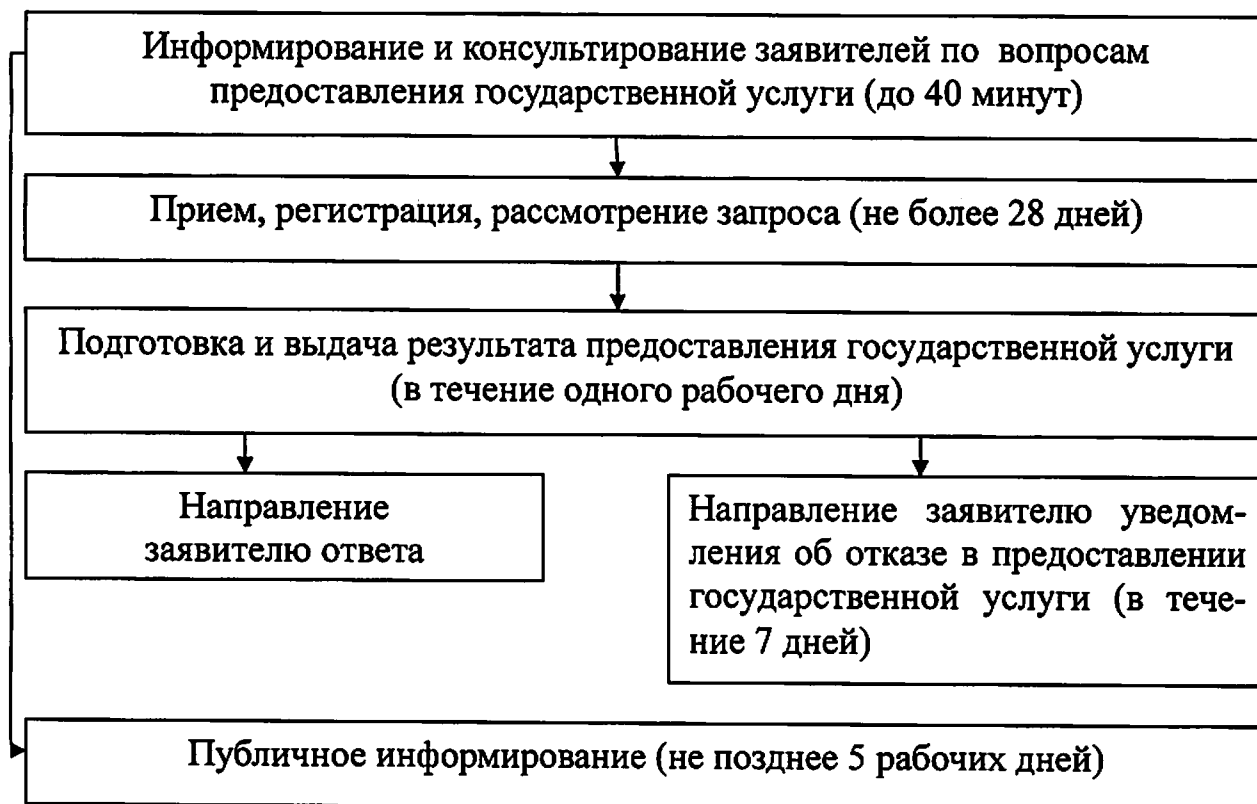 Информирование и консультирование заявителей по вопросам
предоставления государственной услуги (до 40 минут)
Прием, регистрация, рассмотрение запроса (не более 28 дней)
Подготовка и выдача результата предоставления государственной услуги
(в течение одного рабочего дня)
Направление
заявителю ответа
Направление заявителю уведом-
ления об отказе в предоставлении
государственной услуги (в тече-
ние 7 дней)
Публичное информирование (не позднее 5 рабочих дней)